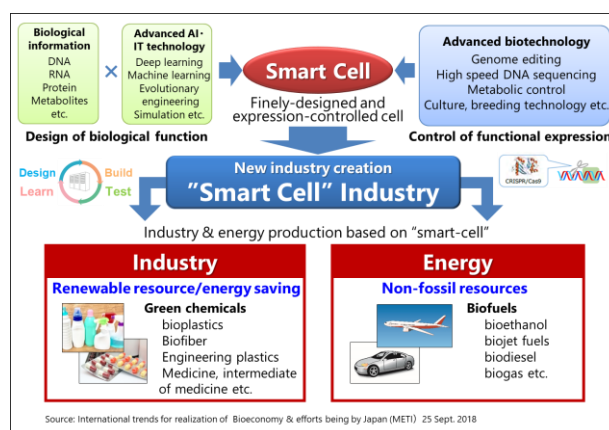 Biological
information
DNA
RNA
Protein
Metabolites
etc.
×
Advanced AI・
IT technology
Deep learning
Machine learning
Evolutionary
engineering
Simulation etc.
Design of biological function
Smart Cell
Finely-designed and
expression-controlled cell
Advanced biotechnology
Genome editing
High speed DNA sequencing
Metabolic control
Culture, breeding technology etc.
Control of functional expression
Design
Build
Learn
Test
New industry creation
”Smart Cell” Industry
CRISPR/Cas9
Industry & energy production based on “smart-cell”
Industry
Renewable resource/energy saving
Green chemicals
bioplastics
Biofiber
Engineering plastics
Medicine, intermediate
of medicine etc.
Energy
Non-fossil resources
Biofuels
bioethanol
biojet fuels
biodiesel
biogas etc.
Source: International trends for realization of Bioeconomy & efforts being by Japan (METI) 25 Sept. 2018